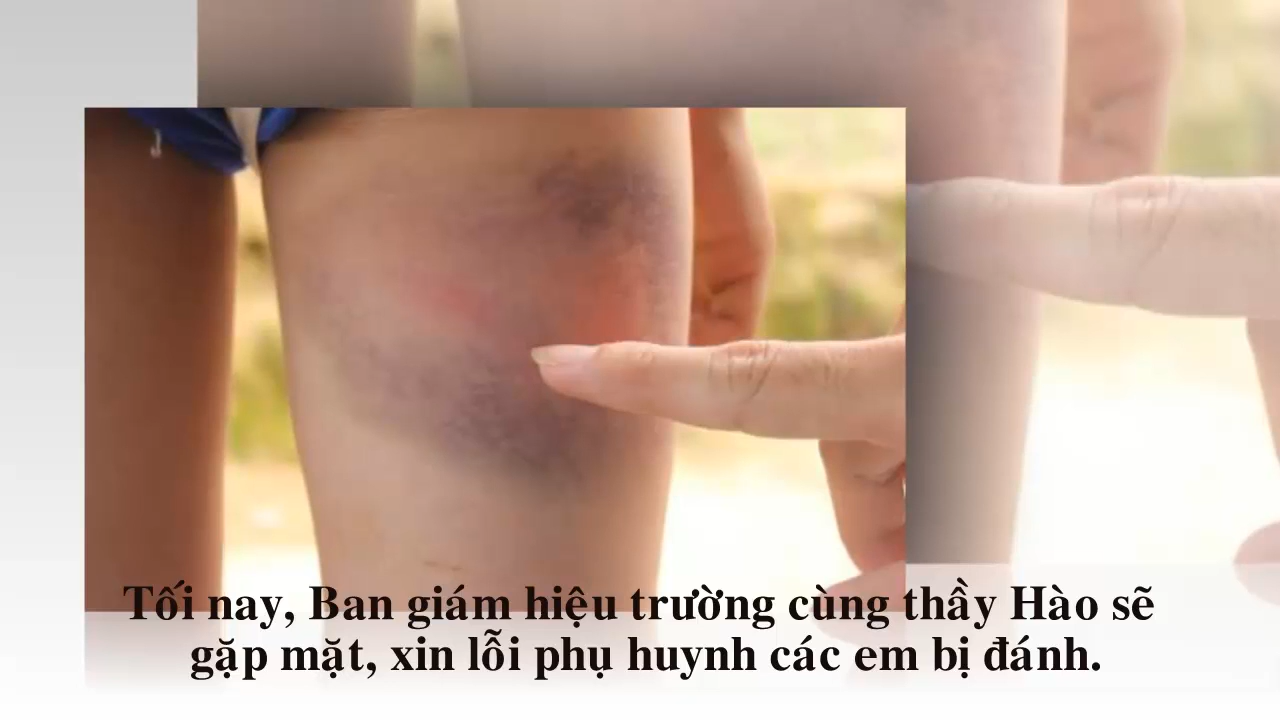 Tối nay, Ban giám hiệu trường cùng thầy Hào sẽ
gặp mặt, xin lỗi phụ huynh các em bị đánh.